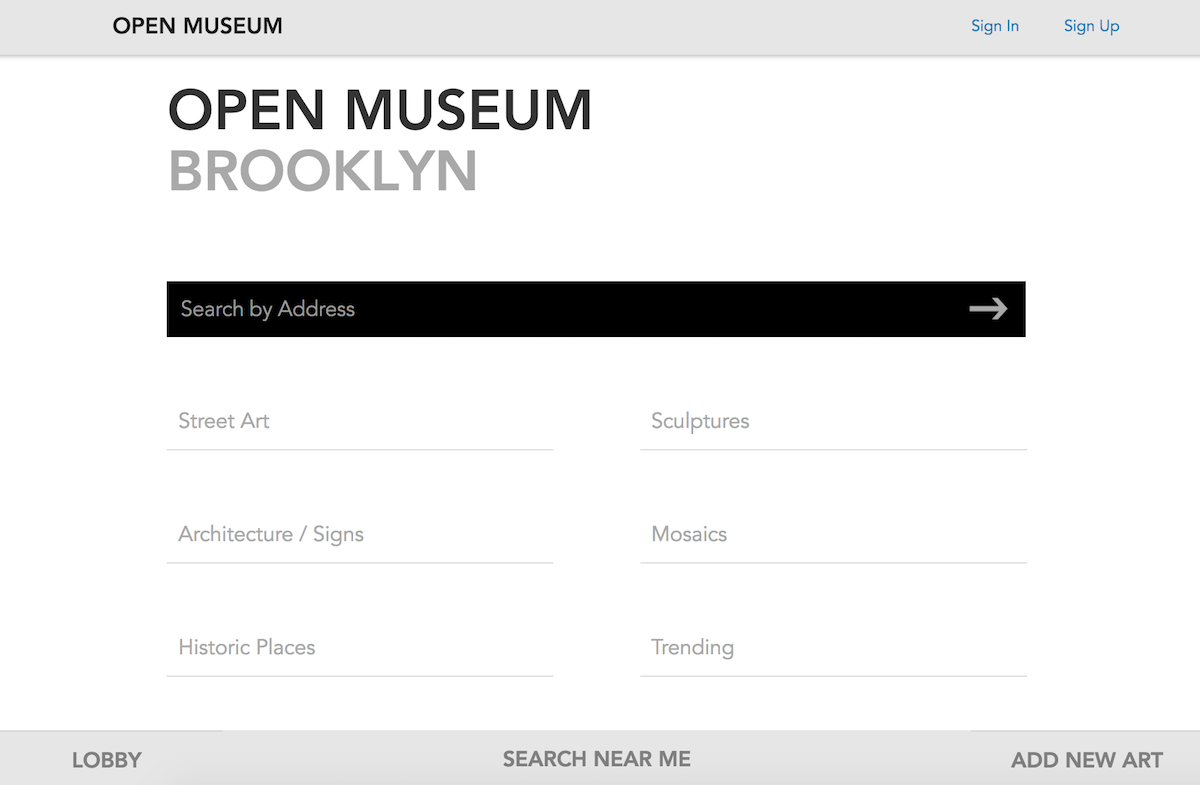 OPEN MUSEUM
Sign In
Sign Up
OPEN MUSEUM
BROOKLYN
Search by Address
Street Art
Sculptures
Architecture / Signs
Mosaics
Historic Places
Trending
LOBBY
SEARCH NEAR ME
ADD NEW ART